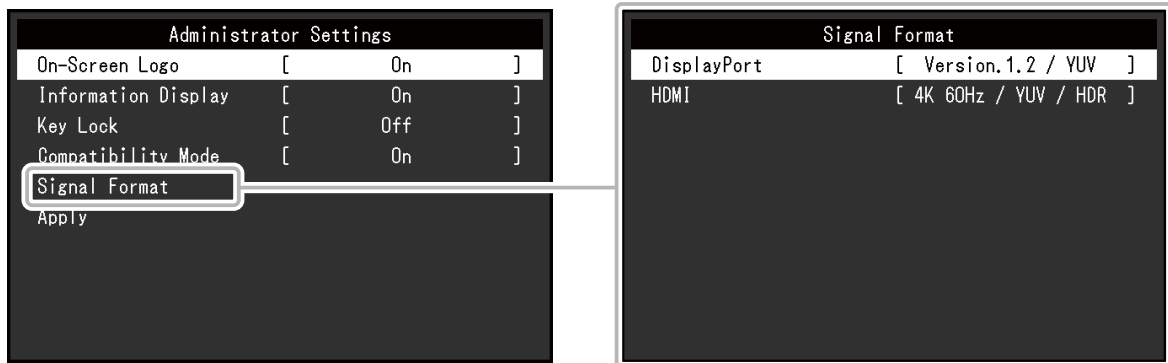 Administrator Settings
On-Screen Logo [ On ]
Information Display [ On ]
Key Lock [ Off ]
Compatibility Mode [ On ]
Signal Format
Apply
Signal Format
DisplayPort [ Version.1.2 / YUV ]
HDMI [ 4K 60Hz / YUV / HDR ]